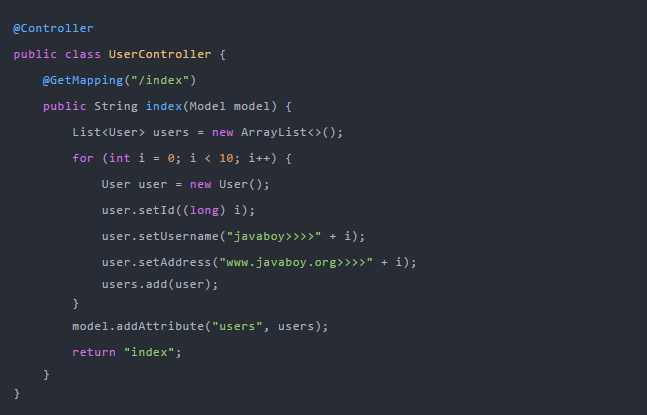 @Controller
public class UserController {
    @GetMapping("/index")
    public String index(Model model) {
        List<User> users = new ArrayList<>();
        for (int i = 0; i < 10; i++) {
            User user = new User();
            user.setId((long) i);
            user.setUsername("javaboy>>>>" + i);
            user.setAddress("www.javaboy.org>>>>" + i);
            users.add(user);
        }
        model.addAttribute("users", users);
        return "index";
    }
}